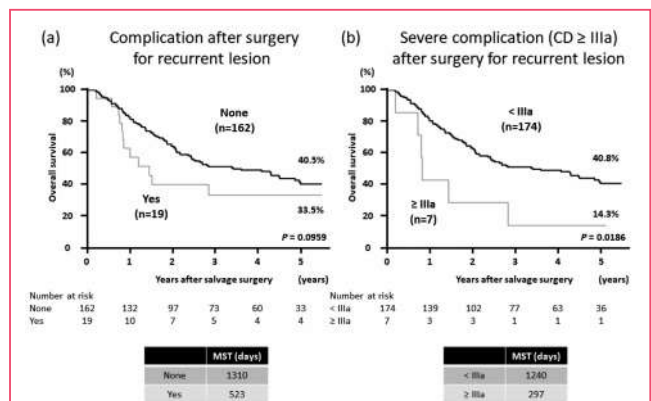 (a) Complication after surgery
for recurrent lesion
(%)
100
80
60
40
20
0
Overall survival
None
(n=162)
Yes
(n=19)
40.5%
33.5%
P = 0.0959
0 1 2 3 4 5
Years after salvage surgery (years)
Number at risk
None 162 132 97 73 60 33
Yes 19 10 7 5 4 4
MST (days)
None 1310
Yes 523
(b) Severe complication (CD ≥ IIIa)
after surgery for recurrent lesion
(%)
100
80
60
40
20
0
Overall survival
< IIIa
(n=174)
≥ IIIa
(n=7)
40.8%
14.3%
P = 0.0186
0 1 2 3 4 5
Years after salvage surgery (years)
Number at risk
< IIIa 174 139 102 77 63 36
≥ IIIa 7 3 3 1 1 1
MST (days)
< IIIa 1240
≥ IIIa 297